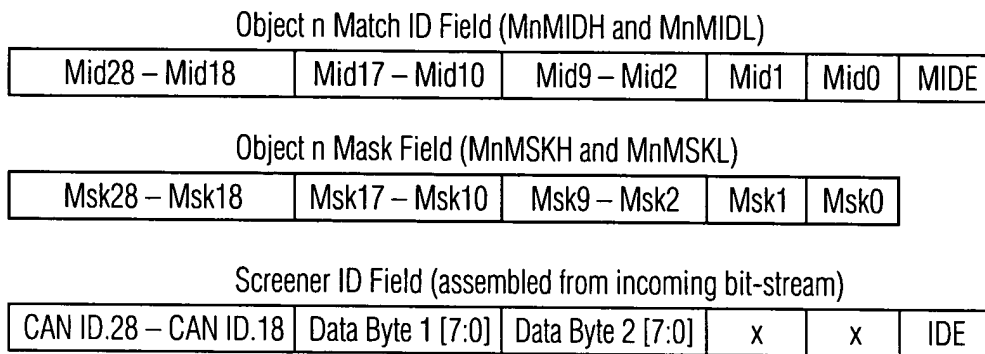 Object n Match ID Field (MnMIDH and MnMIDL)
Mid28 – Mid18 Mid17 – Mid10 Mid9 – Mid2 Mid1 Mid0 MIDE
Object n Mask Field (MnMSKH and MnMSKL)
Msk28 – Msk18 Msk17 – Msk10 Msk9 – Msk2 Msk1 Msk0
Screener ID Field (assembled from incoming bit-stream)
CAN ID.28 – CAN ID.18 Data Byte 1 [7:0] Data Byte 2 [7:0] x x IDE